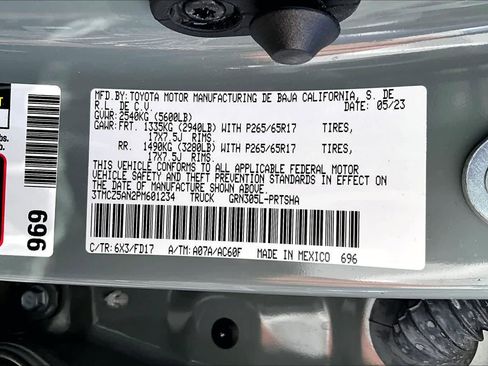 MFD.BY: TOYOTA MOTOR MANUFACTURING DE BAJA CALIFORNIA, S. DE
R.L. DE C.V. DATE: 05/23
GVWR: 2540KG (5600LB)
GAWR: FRT. 1335KG (2940LB) WITH P265/65R17 TIRES,
17X7.5J RIMS
RR. 1490KG (3280LB) WITH P265/65R17 TIRES,
17X7.5J RIMS.
THIS VEHICLE CONFORMS TO ALL APPLICABLE FEDERAL MOTOR
VEHICLE SAFETY AND THEFT PREVENTION STANDARDS IN EFFECT
ON THE DATE OF MANUFACTURE SHOWN ABOVE.
3TMCZ5AN2PM601234 TRUCK GRN305L-PRTSHA
C/TR: 6X3/FD17 A/TM: A07A/AC60F MADE IN MEXICO 696
969